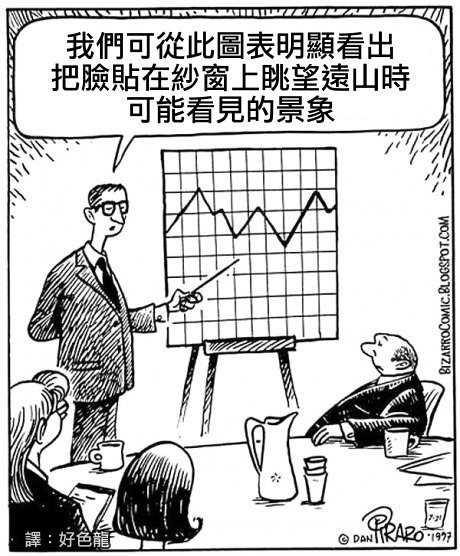 我們可從此圖表明顯看出
把臉貼在紗窗上眺望遠山時
可能看見的景象
BIZARROCOMIC.BLOGSPOT.COM
譯：好色龍
© DAN PIRARO '1997
7-21